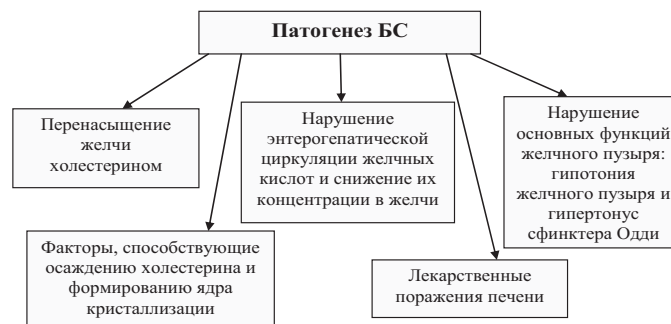 Патогенез БС
Перенасыщение
желчи
холестерином
Нарушение
энтерогепатической
циркуляции желчных
кислот и снижение их
концентрации в желчи
Нарушение
основных функций
желчного пузыря:
гипотония
желчного пузыря и
гипертонус
сфинктера Одди
Факторы, способствующие
осаждению холестерина и
формированию ядра
кристаллизации
Лекарственные
поражения печени